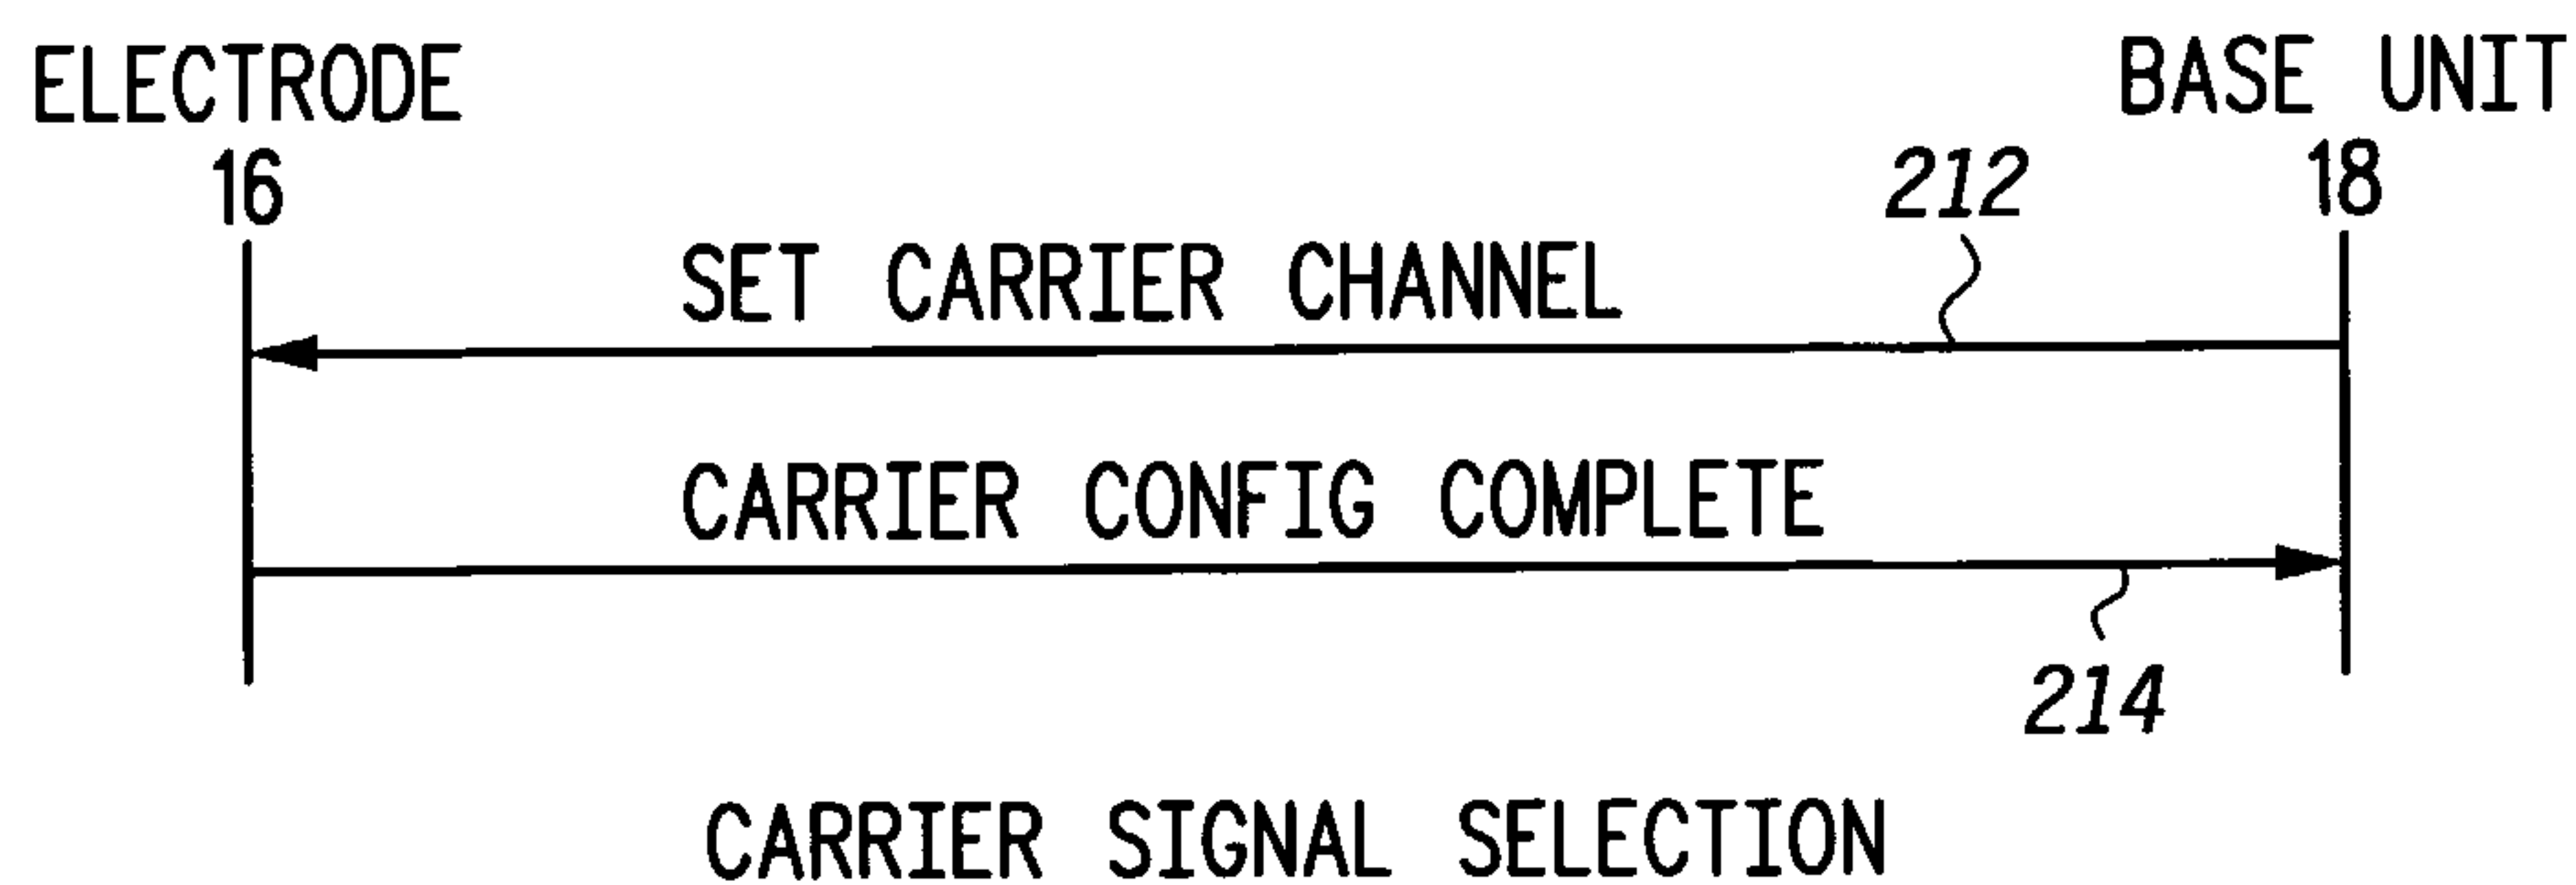 ELECTRODE
16
BASE UNIT
18
212
SET CARRIER CHANNEL
CARRIER CONFIG COMPLETE
214
CARRIER SIGNAL SELECTION